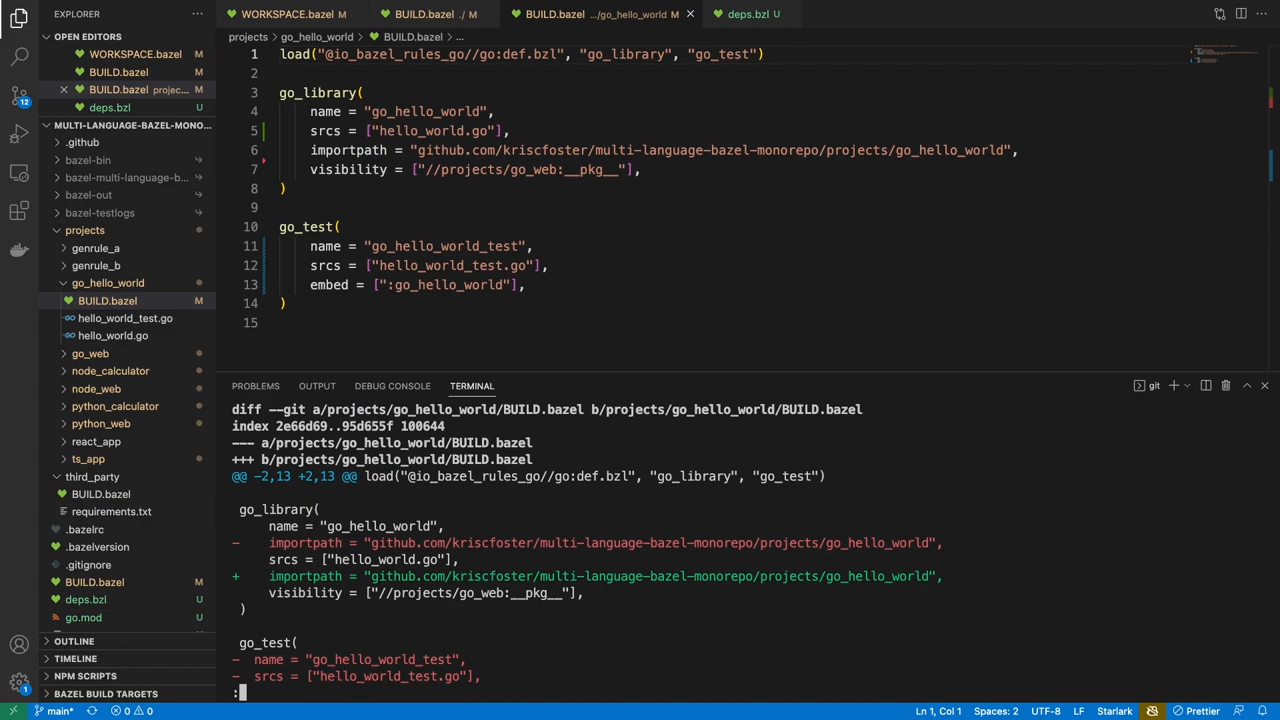 EXPLORER
WORKSPACE.bazel M
BUILD.bazel ./ M
BUILD.bazel .../go_hello_world M
deps.bzl U
OPEN EDITORS
WORKSPACE.bazel M
BUILD.bazel M
BUILD.bazel projec... M
deps.bzl U
MULTI-LANGUAGE-BAZEL-MONO...
.github
bazel-bin
bazel-multi-language-b...
bazel-out
bazel-testlogs
projects
genrule_a
genrule_b
go_hello_world
BUILD.bazel M
hello_world_test.go
hello_world.go
go_web
node_calculator
node_web
python_calculator
python_web
react_app
ts_app
third_party
BUILD.bazel
requirements.txt
.bazelrc
.bazelversion
.gitignore
BUILD.bazel M
deps.bzl U
go.mod U
OUTLINE
TIMELINE
NPM SCRIPTS
BAZEL BUILD TARGETS
12
1
projects > go_hello_world > BUILD.bazel > ...
1 load("@io_bazel_rules_go//go:def.bzl", "go_library", "go_test")
2
3 go_library(
4 name = "go_hello_world",
5 srcs = ["hello_world.go"],
6 importpath = "github.com/kriscfoster/multi-language-bazel-monorepo/projects/go_hello_world",
7 visibility = ["//projects/go_web:__pkg__"],
8 )
9
10 go_test(
11 name = "go_hello_world_test",
12 srcs = ["hello_world_test.go"],
13 embed = [":go_hello_world"],
14 )
15
PROBLEMS OUTPUT DEBUG CONSOLE TERMINAL
git
diff --git a/projects/go_hello_world/BUILD.bazel b/projects/go_hello_world/BUILD.bazel
index 2e66d69..95d655f 100644
--- a/projects/go_hello_world/BUILD.bazel
+++ b/projects/go_hello_world/BUILD.bazel
@@ -2,13 +2,13 @@ load("@io_bazel_rules_go//go:def.bzl", "go_library", "go_test")
go_library(
name = "go_hello_world",
- importpath = "github.com/kriscfoster/multi-language-bazel-monorepo/projects/go_hello_world",
srcs = ["hello_world.go"],
+ importpath = "github.com/kriscfoster/multi-language-bazel-monorepo/projects/go_hello_world",
visibility = ["//projects/go_web:__pkg__"],
)
go_test(
- name = "go_hello_world_test",
- srcs = ["hello_world_test.go"],
:
main* 0 0 Ln 1, Col 1 Spaces: 2 UTF-8 LF Starlark Prettier